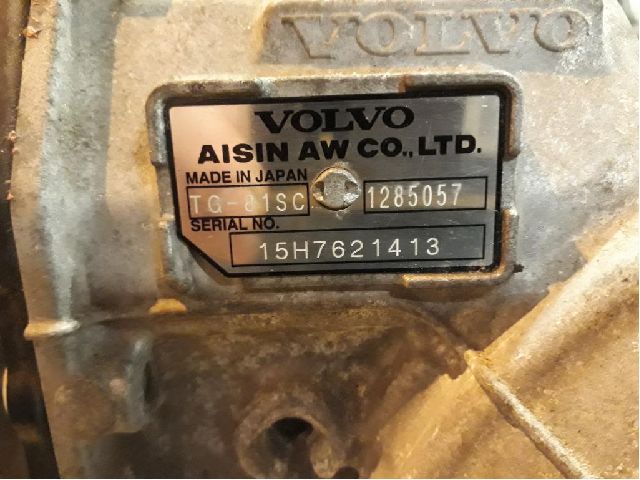 VOLVO
VOLVO
AISIN AW CO., LTD.
MADE IN JAPAN
TG-81SC 1285057
SERIAL NO.
15H7621413